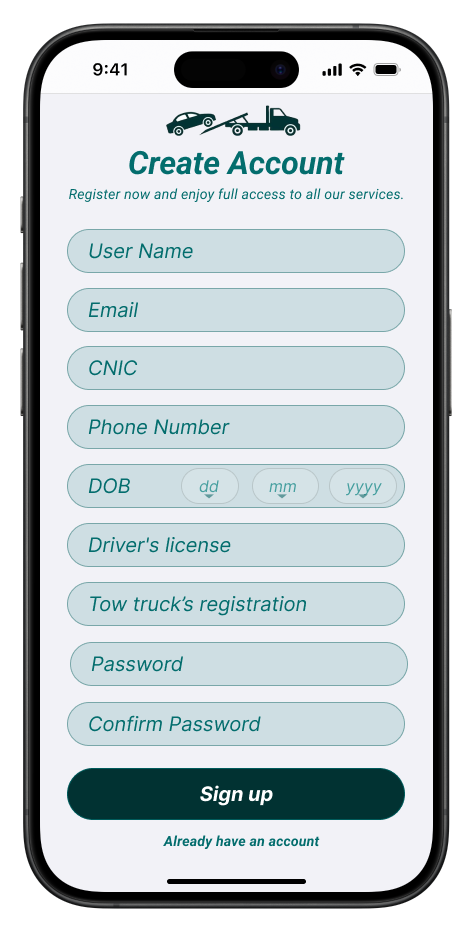 9:41
Create Account
Register now and enjoy full access to all our services.
User Name
Email
CNIC
Phone Number
DOB dd mm yyyy
Driver's license
Tow truck’s registration
Password
Confirm Password
Sign up
Already have an account